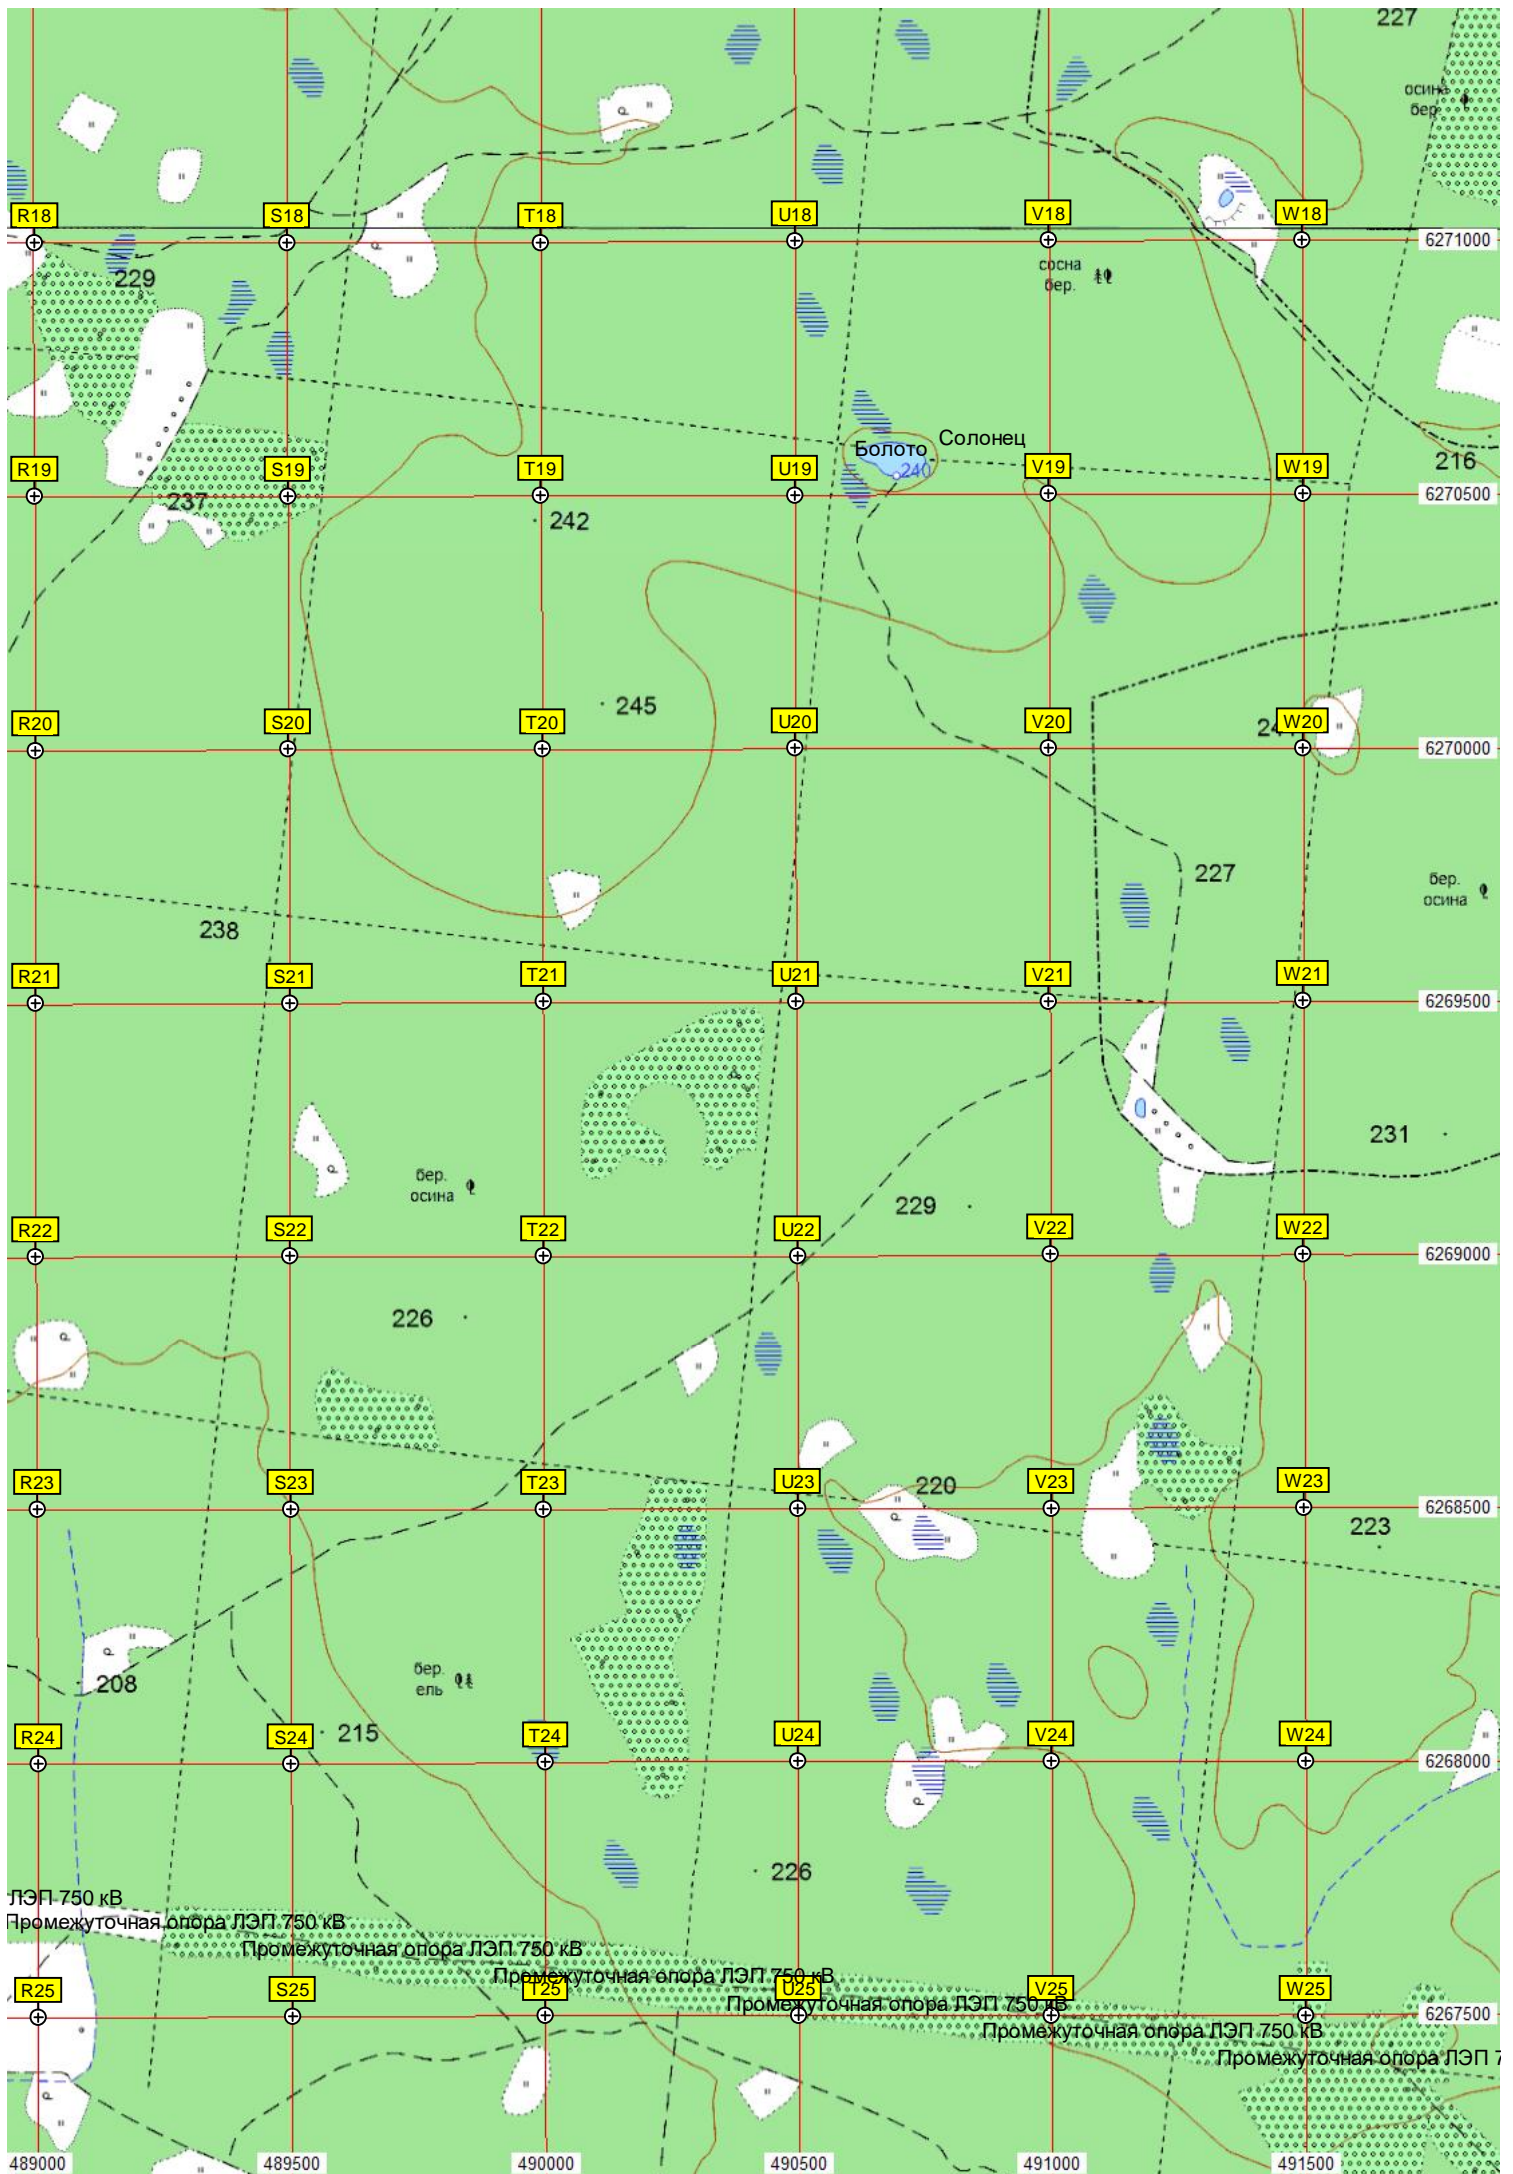 227
осина
бер.
R18
S18
T18
U18
V18
W18
6271000
229
сосна
бер.
Болото
Солонец
240
216
R19
S19
T19
U19
V19
W19
6270500
237
242
245
R20
S20
T20
U20
V20
W20
6270000
227
бер.
осина
238
R21
S21
T21
U21
V21
W21
6269500
231
бер.
осина
229
R22
S22
T22
U22
V22
W22
6269000
226
R23
S23
T23
U23
220
V23
W23
6268500
223
бер.
ель
208
215
R24
S24
T24
U24
V24
W24
6268000
226
ЛЭП 750 кВ
Промежуточная опора ЛЭП 750 кВ
Промежуточная опора ЛЭП 750 кВ
Промежуточная опора ЛЭП 750 кВ
R25
S25
T25
U25
V25
W25
Промежуточная опора ЛЭП 750 кВ
6267500
Промежуточная опора ЛЭП 750 кВ
Промежуточная опора ЛЭП 7
489000
489500
490000
490500
491000
491500